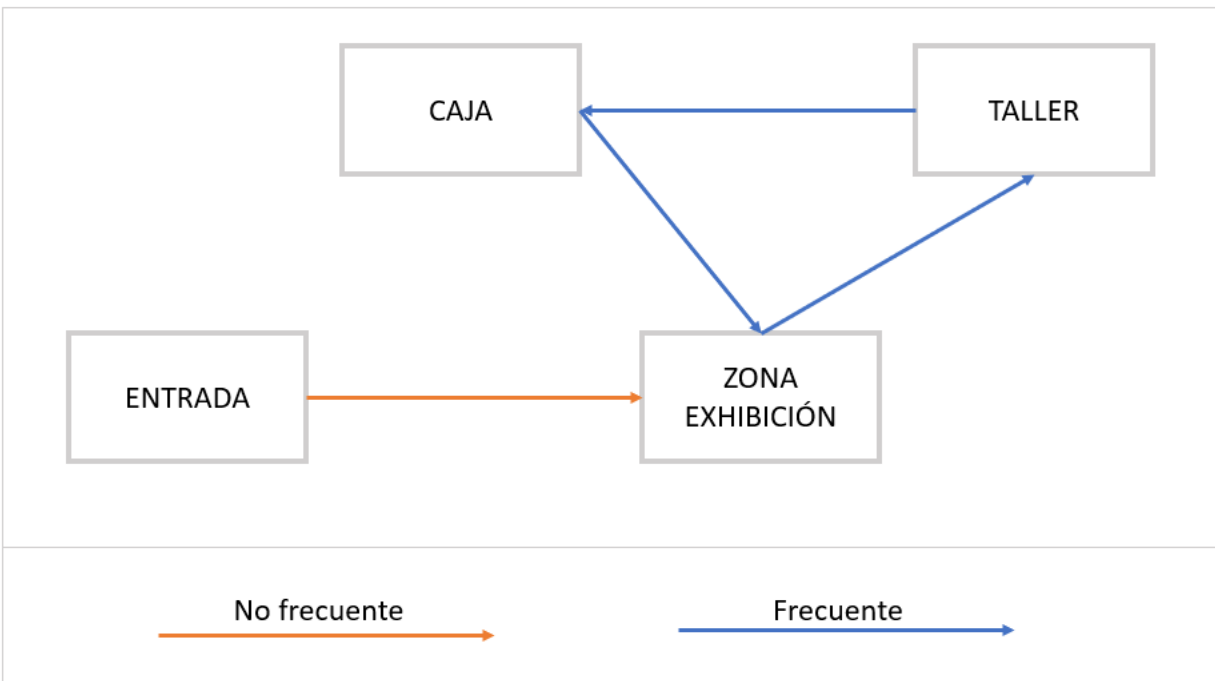 CAJA
TALLER
ENTRADA
ZONA
EXHIBICIÓN
No frecuente
Frecuente